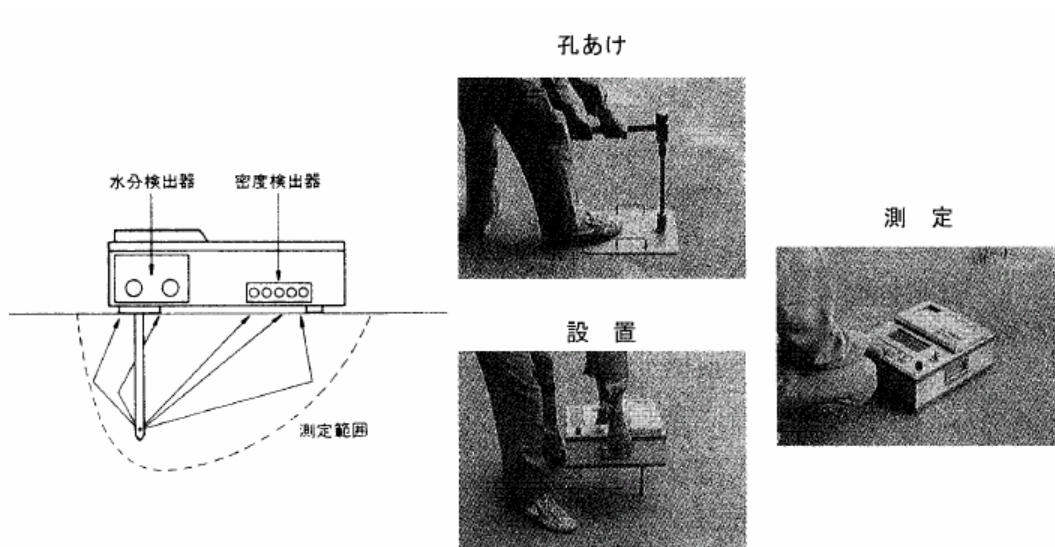 孔あけ
水分検出器
密度検出器
測定範囲
設置
測定